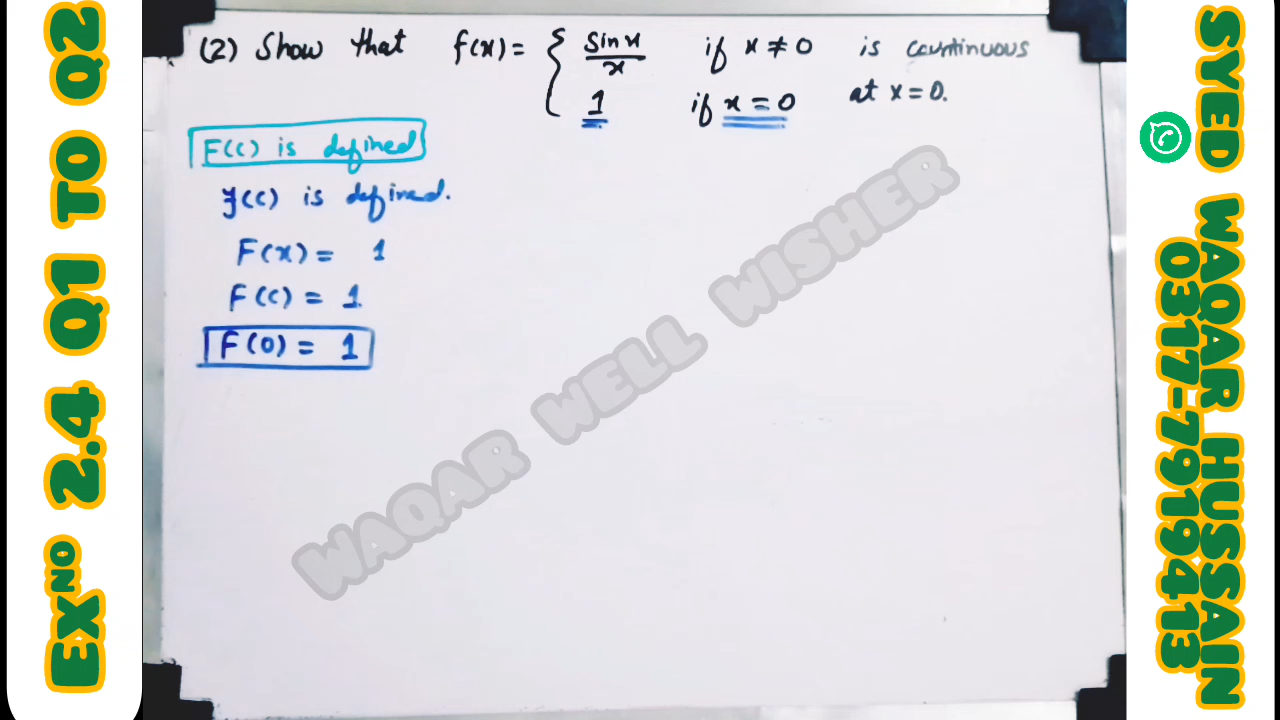 Exᴺᴼ 2.4 Q1 TO Q2
(2) Show that f(x) = { sin x / x if x ≠ 0 is continuous
1 if x = 0 at x = 0.
F(c) is defined
f(c) is defined.
F(x) = 1
F(c) = 1
F(0) = 1
WAQAR WELL WISHER
SYED WAQAR HUSSAIN
0317-7919413